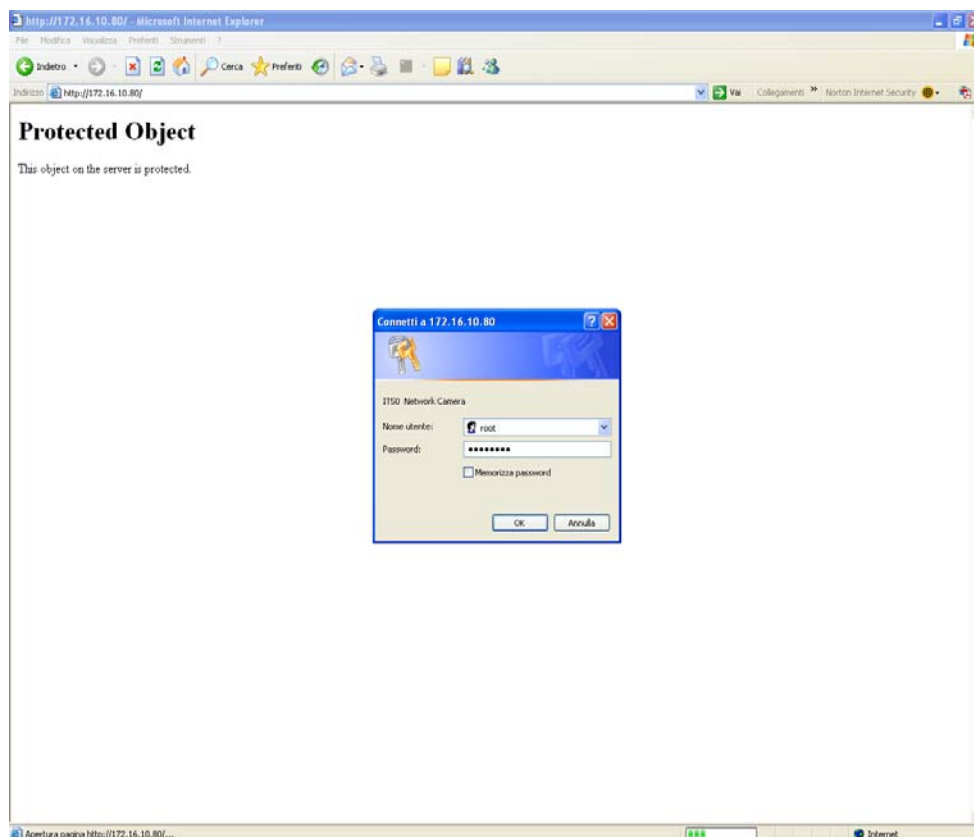 http://172.16.10.80/ - Microsoft Internet Explorer
File Modifica Visualizza Preferiti Strumenti ?
Indietro Cerca Preferiti
Indirizzo http://172.16.10.80/ Vai Collegamenti » Norton Internet Security
Protected Object
This object on the server is protected.
Connetti a 172.16.10.80
ITSO Network Camera
Nome utente: root
Password: ••••••••
Memorizza password
OK Annulla
Apertura pagina http://172.16.10.80/... Internet